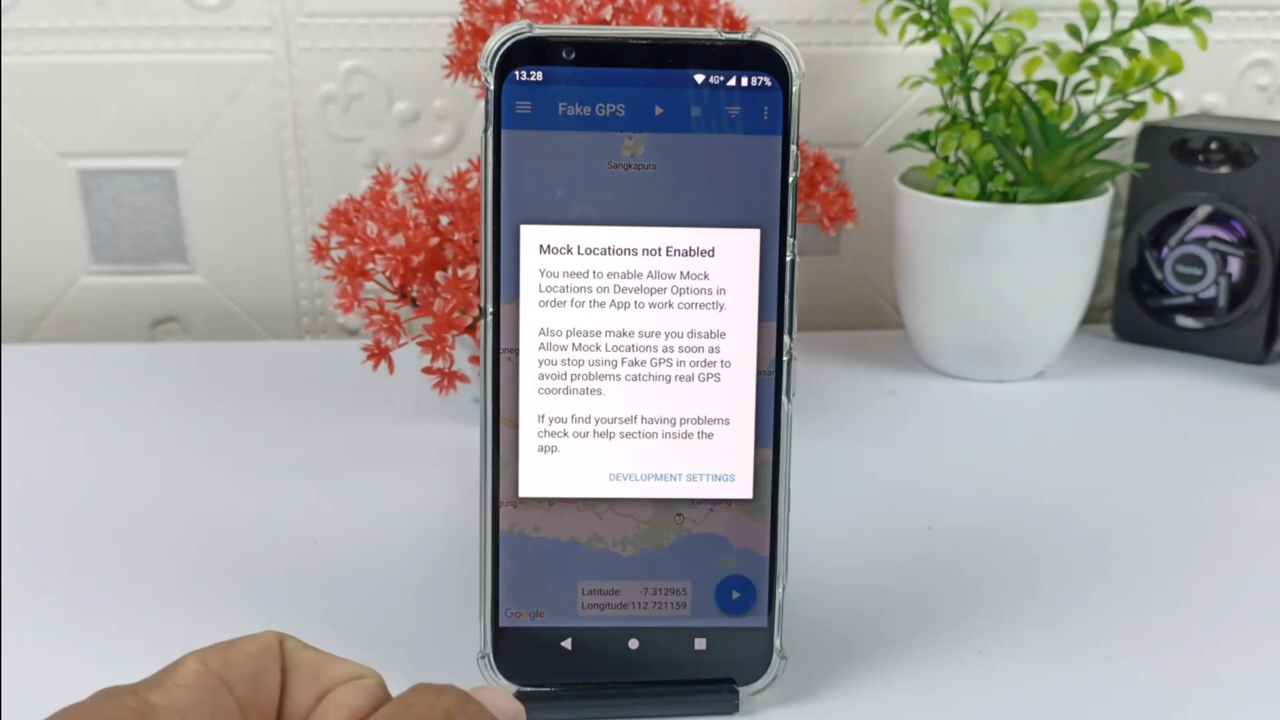 13.28
4G+
87%
Fake GPS
Sangkapura
Mock Locations not Enabled
You need to enable Allow Mock
Locations on Developer Options in
order for the App to work correctly.
Also please make sure you disable
Allow Mock Locations as soon as
you stop using Fake GPS in order to
avoid problems catching real GPS
coordinates.
If you find yourself having problems
check our help section inside the
app.
DEVELOPMENT SETTINGS
Latitude: -7.312965
Longitude: 112.721159
Google